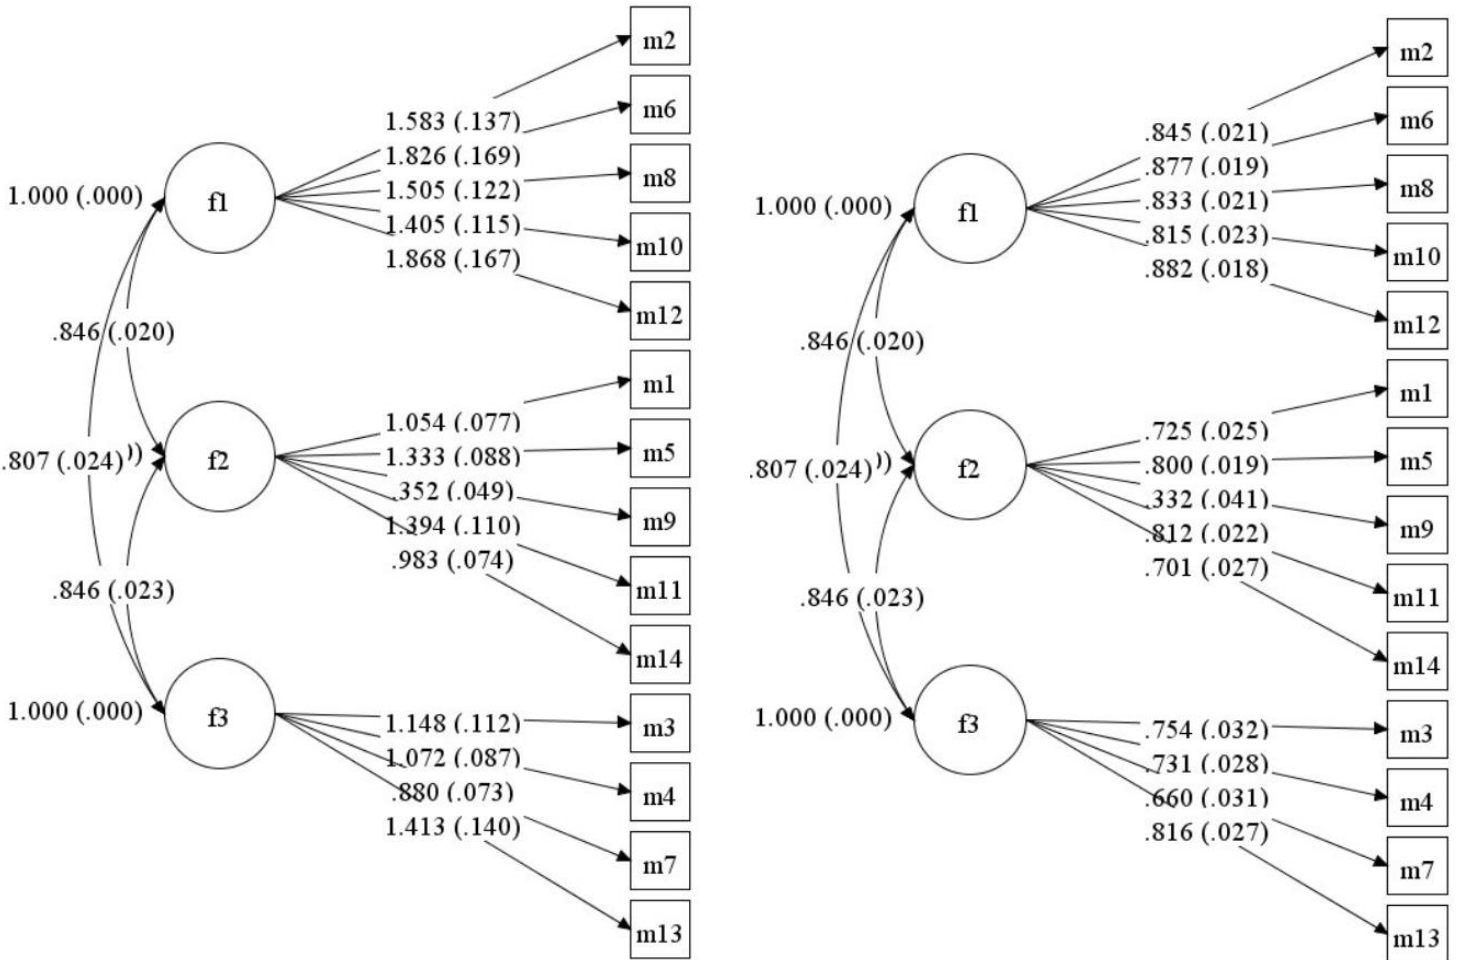 m2
1.583 (.137)
m6
1.826 (.169)
m8
1.000 (.000)
f1
1.505 (.122)
1.405 (.115)
m10
1.868 (.167)
m12
.846 (.020)
m1
1.054 (.077)
m5
1.333 (.088)
.807 (.024)
f2
.352 (.049)
m9
1.394 (.110)
.983 (.074)
m11
.846 (.023)
m14
1.000 (.000)
f3
1.148 (.112)
m3
1.072 (.087)
m4
.880 (.073)
1.413 (.140)
m7
m13
m2
.845 (.021)
m6
.877 (.019)
m8
1.000 (.000)
f1
.833 (.021)
.815 (.023)
m10
.882 (.018)
m12
.846 (.020)
m1
.725 (.025)
m5
.800 (.019)
.807 (.024)
f2
.332 (.041)
m9
.812 (.022)
.701 (.027)
m11
.846 (.023)
m14
1.000 (.000)
f3
.754 (.032)
m3
.731 (.028)
m4
.660 (.031)
.816 (.027)
m7
m13